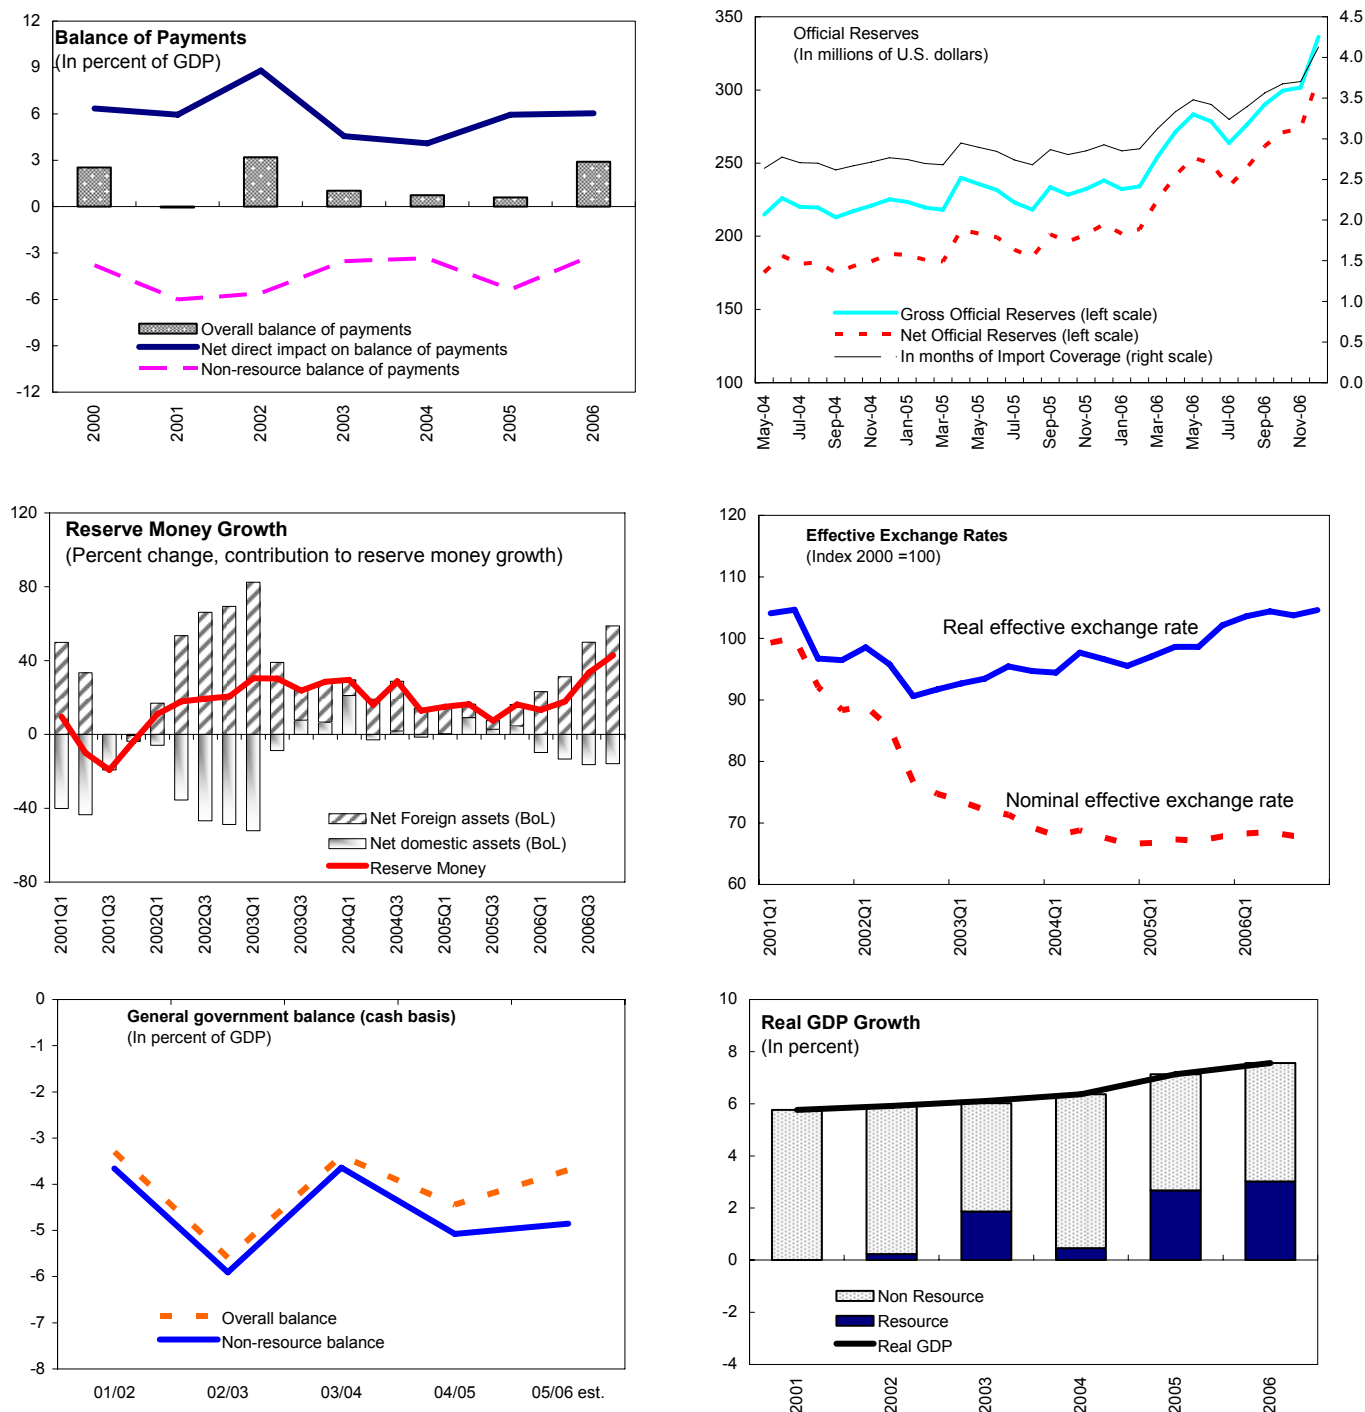 Balance of Payments
(In percent of GDP)
12
9
6
3
0
-3
-6
-9
-12
Overall balance of payments
Net direct impact on balance of payments
Non-resource balance of payments
2000
2001
2002
2003
2004
2005
2006
Official Reserves
(In millions of U.S. dollars)
350
300
250
200
150
100
4.5
4.0
3.5
3.0
2.5
2.0
1.5
1.0
0.5
0.0
Gross Official Reserves (left scale)
Net Official Reserves (left scale)
In months of Import Coverage (right scale)
May-04
Jul-04
Sep-04
Nov-04
Jan-05
Mar-05
May-05
Jul-05
Sep-05
Nov-05
Jan-06
Mar-06
May-06
Jul-06
Sep-06
Nov-06
Reserve Money Growth
(Percent change, contribution to reserve money growth)
120
80
40
0
-40
-80
Net Foreign assets (BoL)
Net domestic assets (BoL)
Reserve Money
2001Q1
2001Q3
2002Q1
2002Q3
2003Q1
2003Q3
2004Q1
2004Q3
2005Q1
2005Q3
2006Q1
2006Q3
Effective Exchange Rates
(Index 2000 =100)
120
110
100
90
80
70
60
Real effective exchange rate
Nominal effective exchange rate
2001Q1
2002Q1
2003Q1
2004Q1
2005Q1
2006Q1
General government balance (cash basis)
(In percent of GDP)
0
-1
-2
-3
-4
-5
-6
-7
-8
Overall balance
Non-resource balance
01/02
02/03
03/04
04/05
05/06 est.
Real GDP Growth
(In percent)
10
8
6
4
2
0
-2
-4
Non Resource
Resource
Real GDP
2001
2002
2003
2004
2005
2006